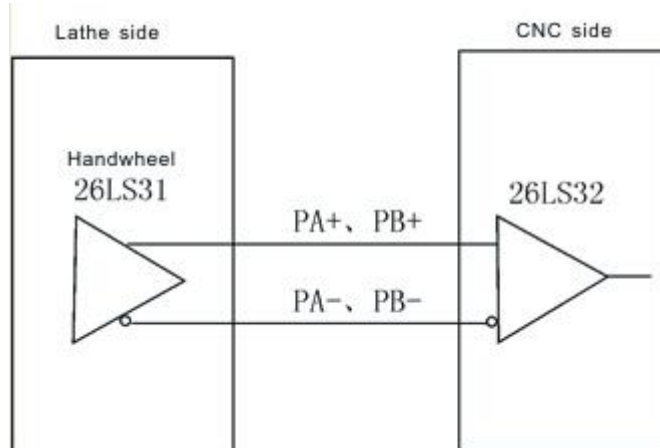 Lathe side
CNC side
Handwheel
26LS31
26LS32
PA+、PB+
PA-、PB-